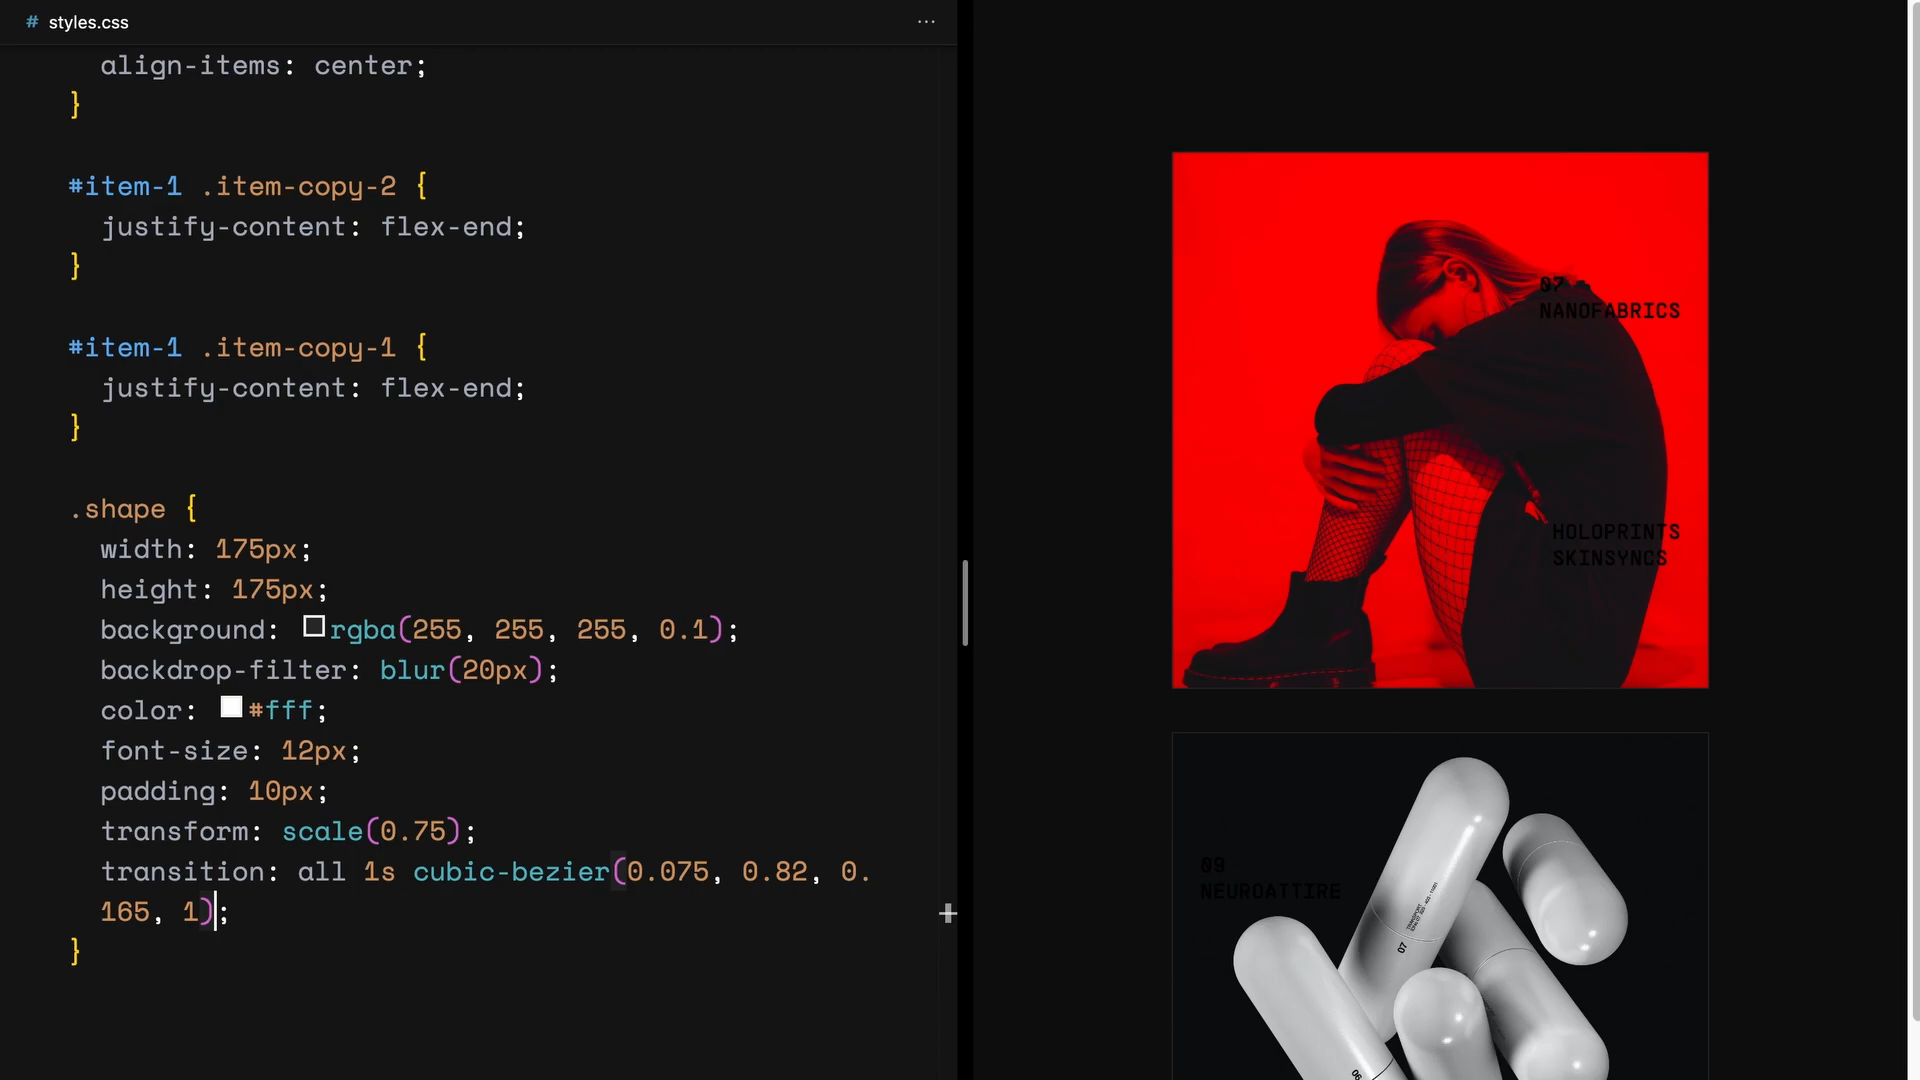 # styles.css
...
align-items: center;
}
#item-1 .item-copy-2 {
justify-content: flex-end;
}
#item-1 .item-copy-1 {
justify-content: flex-end;
}
.shape {
width: 175px;
height: 175px;
background: rgba(255, 255, 255, 0.1);
backdrop-filter: blur(20px);
color: #fff;
font-size: 12px;
padding: 10px;
transform: scale(0.75);
transition: all 1s cubic-bezier(0.075, 0.82, 0.
165, 1);
}
07
NANOFABRICS
HOLOPRINTS
SKINSYNCS
09
NEUROATTIRE
07
06